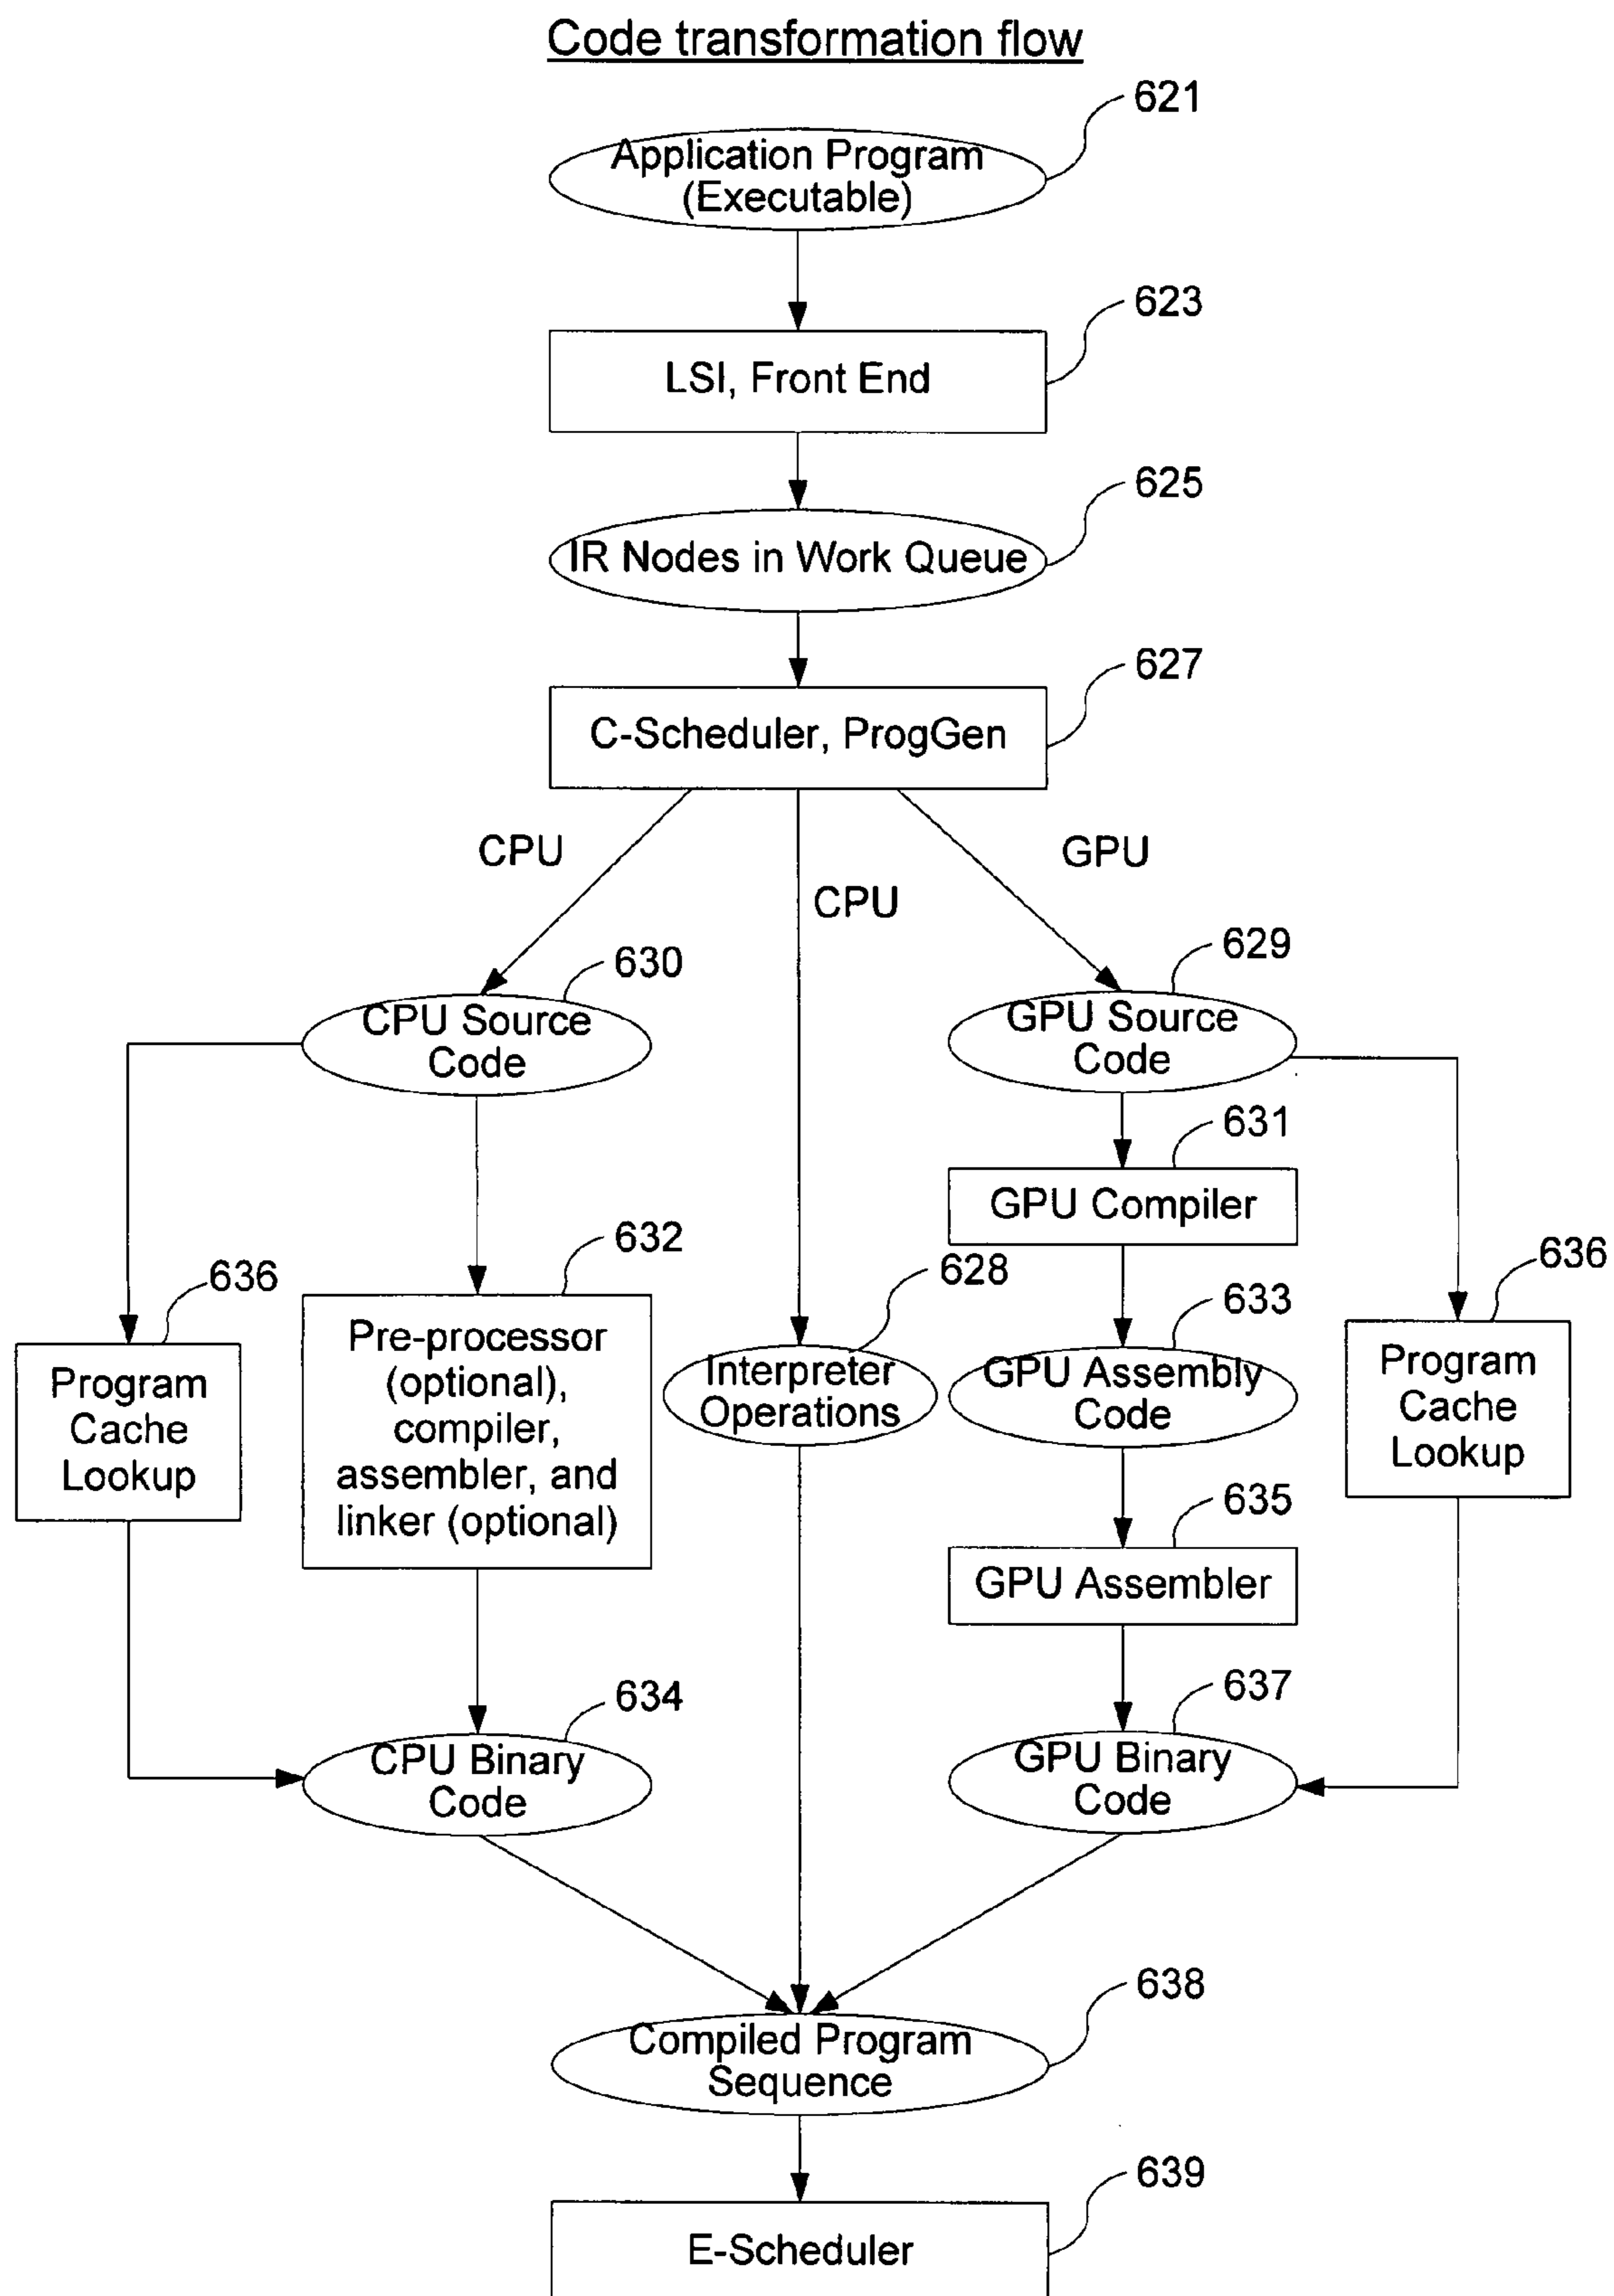 Code transformation flow
621
Application Program
(Executable)
623
LSI, Front End
625
IR Nodes in Work Queue
627
C-Scheduler, ProgGen
CPU
CPU
GPU
630
CPU Source
Code
629
GPU Source
Code
631
GPU Compiler
636
Program
Cache
Lookup
632
Pre-processor
(optional),
compiler,
assembler, and
linker (optional)
628
Interpreter
Operations
633
GPU Assembly
Code
636
Program
Cache
Lookup
635
GPU Assembler
634
CPU Binary
Code
637
GPU Binary
Code
638
Compiled Program
Sequence
639
E-Scheduler